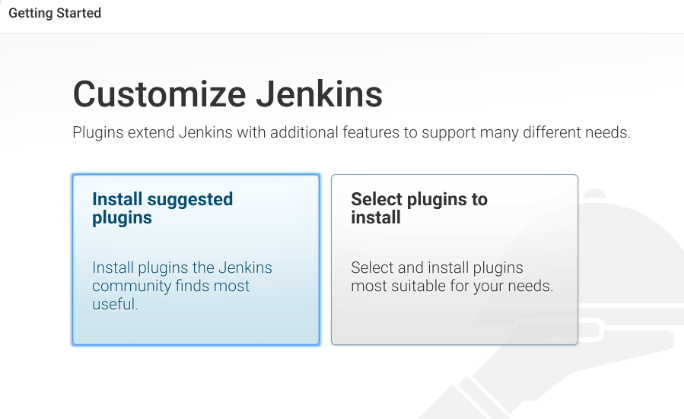 Getting Started
Customize Jenkins
Plugins extend Jenkins with additional features to support many different needs.
Install suggested
plugins
Install plugins the Jenkins
community finds most
useful.
Select plugins to
install
Select and install plugins
most suitable for your needs.